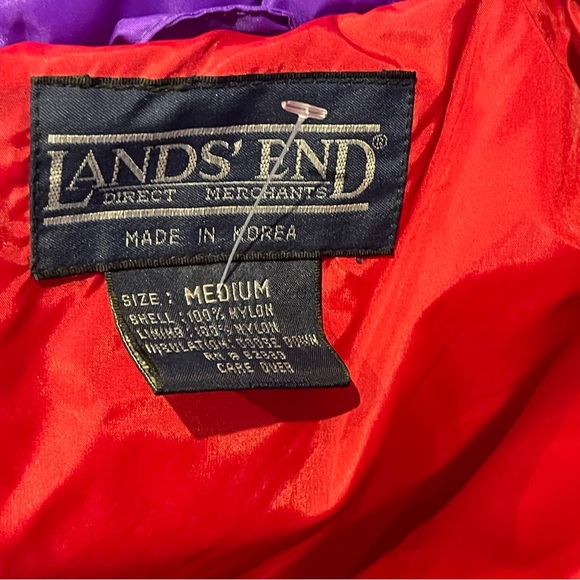 LANDS' END®
DIRECT MERCHANTS
MADE IN KOREA
SIZE: MEDIUM
SHELL: 100% NYLON
LINING: 100% NYLON
INSULATION: GOOSE DOWN
RN # 62830
CARE OVER